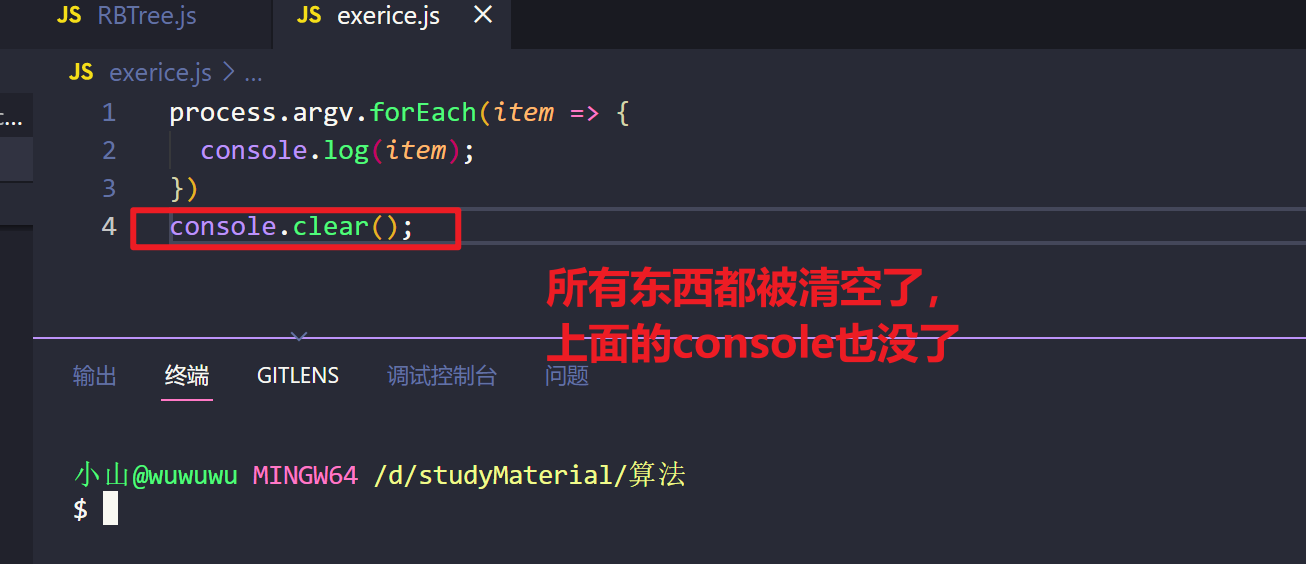 JS RBTree.js JS exerice.js ×
JS exerice.js > ...
c...
1 process.argv.forEach(item => {
2 console.log(item);
3 })
4 console.clear();
所有东西都被清空了，
上面的console也没了
输出 终端 GITLENS 调试控制台 问题
小山@wuwuwu MINGW64 /d/studyMaterial/算法
$